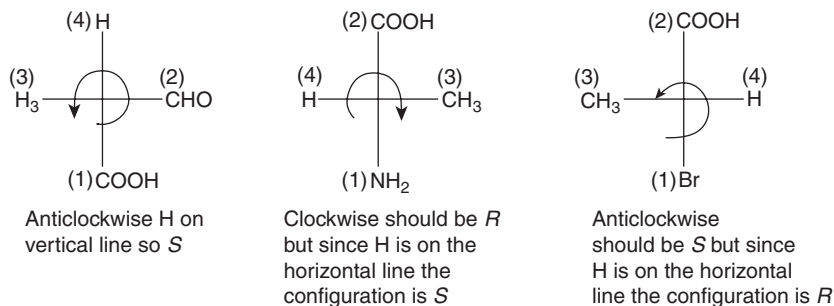 (4) H
(3)
H₃
(2)
CHO
(1) COOH
Anticlockwise H on
vertical line so S
(2) COOH
(4)
H
(3)
CH₃
(1) NH₂
Clockwise should be R
but since H is on the
horizontal line the
configuration is S
(2) COOH
(3)
CH₃
(4)
H
(1) Br
Anticlockwise
should be S but since
H is on the horizontal
line the configuration is R